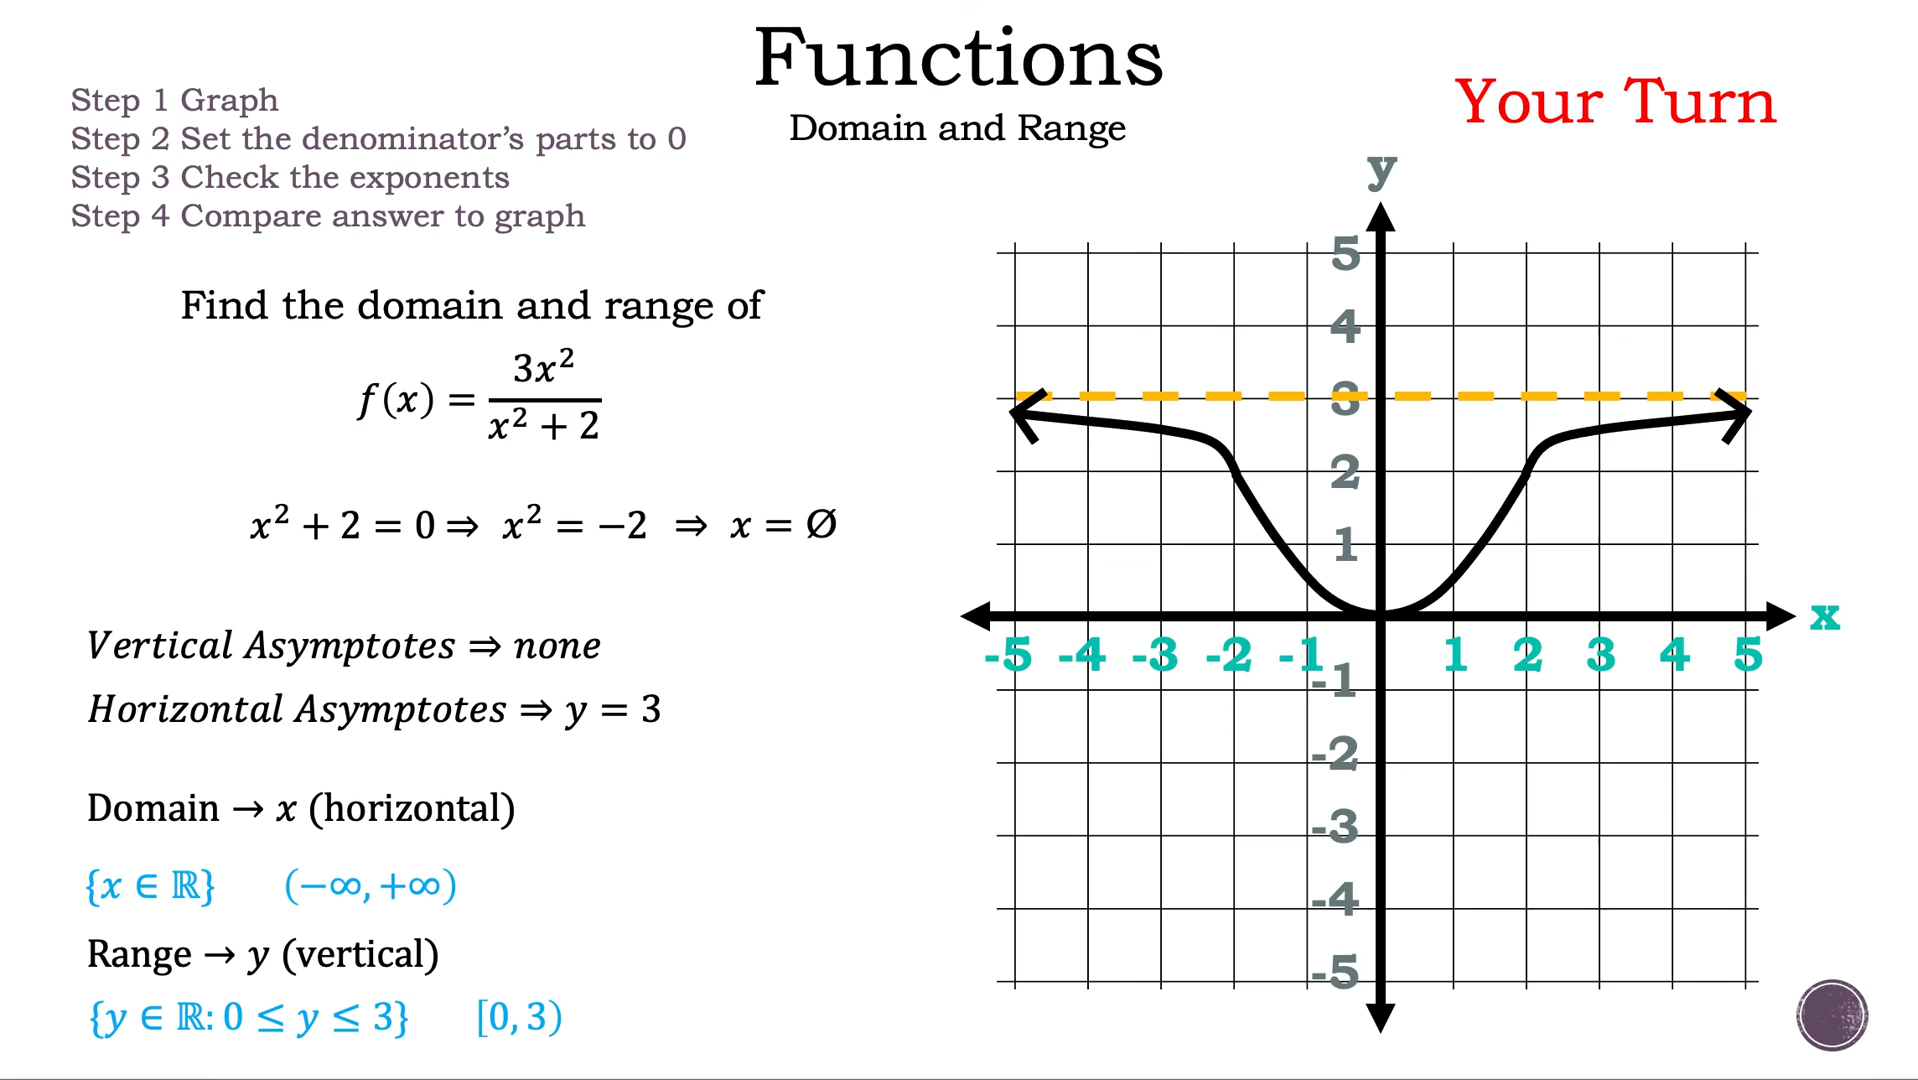 Functions
Domain and Range
Your Turn
Step 1 Graph
Step 2 Set the denominator’s parts to 0
Step 3 Check the exponents
Step 4 Compare answer to graph
Find the domain and range of
f(x) = 3x² / x² + 2
x² + 2 = 0 ⇒ x² = −2 ⇒ x = Ø
Vertical Asymptotes ⇒ none
Horizontal Asymptotes ⇒ y = 3
Domain → x (horizontal)
{x ∈ ℝ} (−∞, +∞)
Range → y (vertical)
{y ∈ ℝ: 0 ≤ y ≤ 3} [0, 3)
y
5
4
3
2
1
x
-5 -4 -3 -2 -1 1 2 3 4 5
-1
-2
-3
-4
-5